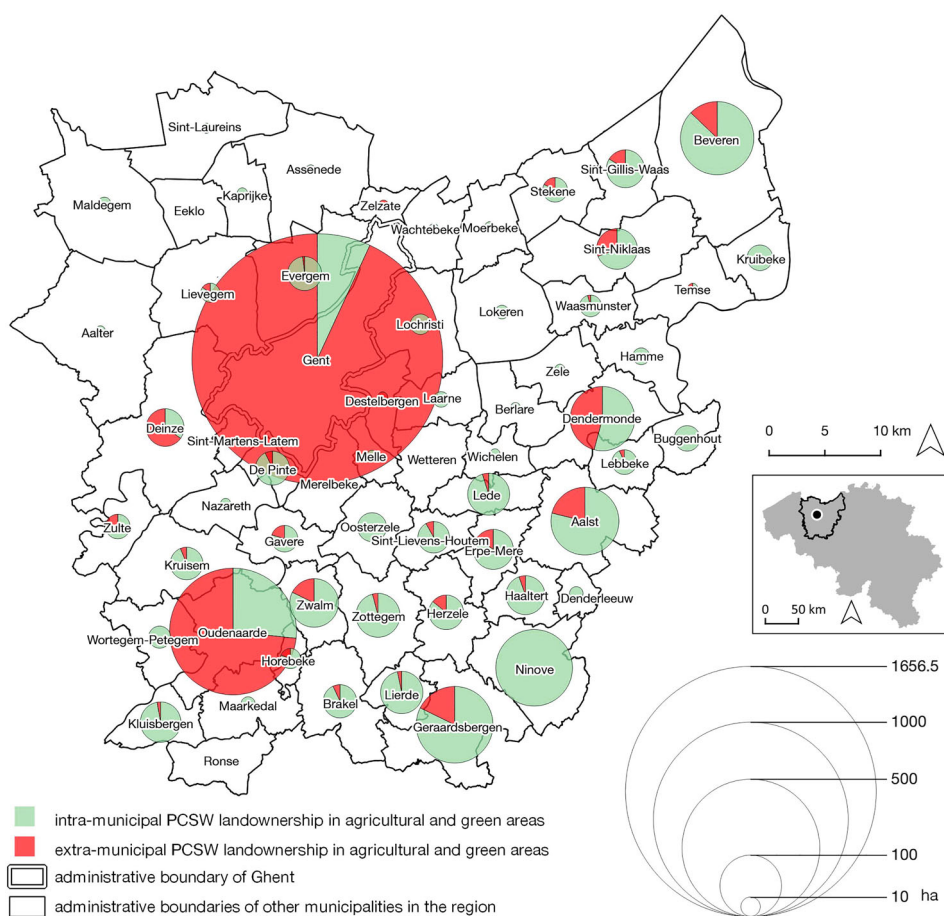 Sint-Laureins
Assenede
Maldegem
Eeklo
Kaprijke
Zelzate
Wachtebeke
Moerbeke
Stekene
Sint-Gillis-Waas
Beveren
Sint-Niklaas
Kruibeke
Temse
Evergem
Lievegem
Aalter
Lochristi
Lokeren
Waasmunster
Gent
Hamme
Zele
Destelbergen
Laarne
Berlare
Dendermonde
Buggenhout
Deinze
Sint-Martens-Latem
De Pinte
Melle
Wetteren
Wichelen
Lebbeke
Merelbeke
Nazareth
Lede
Aalst
Zulte
Gavere
Oosterzele
Sint-Lievens-Houtem
Erpe-Mere
Kruisem
Zwalm
Zottegem
Herzele
Haaltert
Denderleeuw
Oudenaarde
Wortegem-Petegem
Horebeke
Ninove
Maarkedal
Brakel
Lierde
Geraardsbergen
Kluisbergen
Ronse
0 5 10 km
0 50 km
1656.5
1000
500
100
10 ha
intra-municipal PCSW landownership in agricultural and green areas
extra-municipal PCSW landownership in agricultural and green areas
administrative boundary of Ghent
administrative boundaries of other municipalities in the region